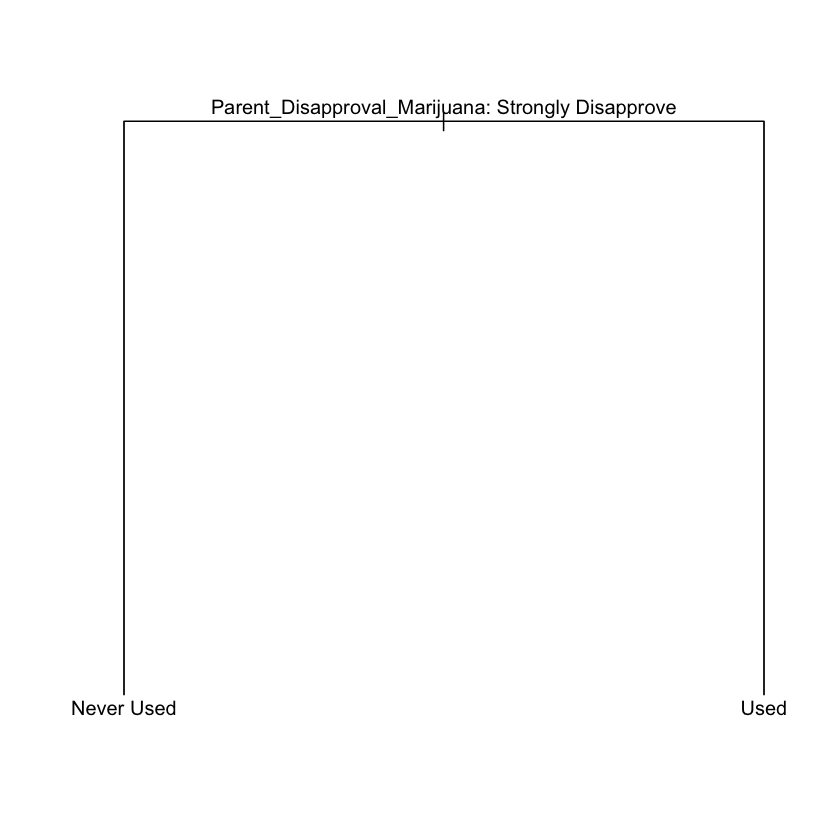 Parent_Disapproval_Marijuana: Strongly Disapprove
Never Used
Used